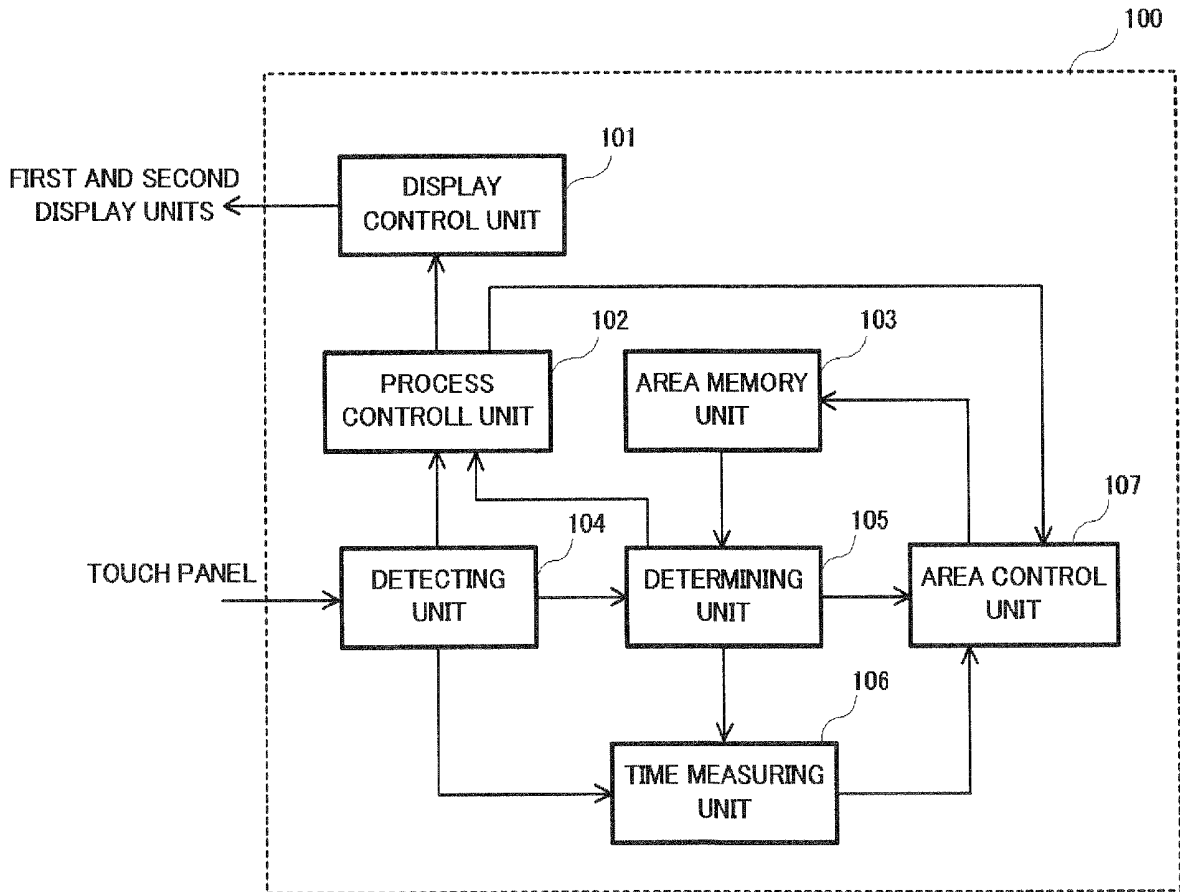 100
101
FIRST AND SECOND
DISPLAY UNITS
DISPLAY
CONTROL UNIT
102
103
PROCESS
CONTROLL UNIT
AREA MEMORY
UNIT
104
105
107
TOUCH PANEL
DETECTING
UNIT
DETERMINING
UNIT
AREA CONTROL
UNIT
106
TIME MEASURING
UNIT